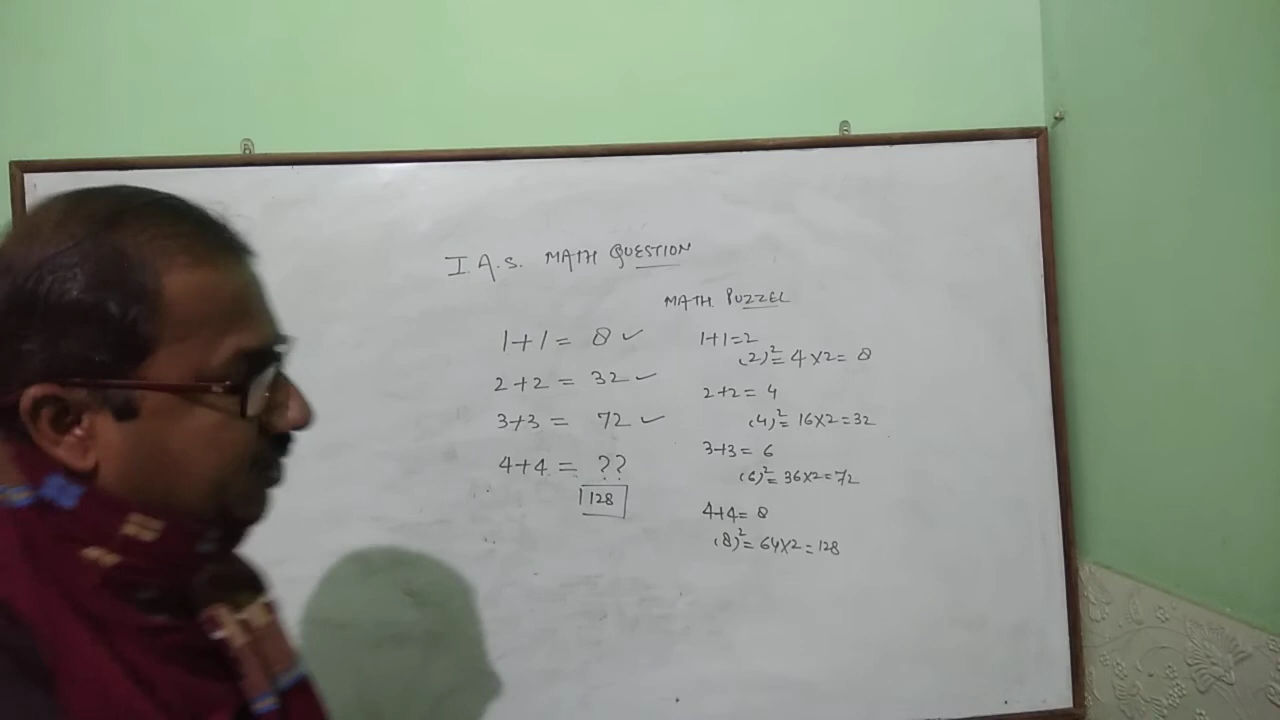 I.A.S. MATH QUESTION
MATH. PUZZEL
1+1 = 8 ✓
2+2 = 32 ✓
3+3 = 72 ✓
4+4 = ??
128
1+1=2
(2)²= 4×2= 8
2+2= 4
(4)²= 16×2=32
3+3= 6
(6)²= 36×2=72
4+4= 8
(8)²= 64×2=128